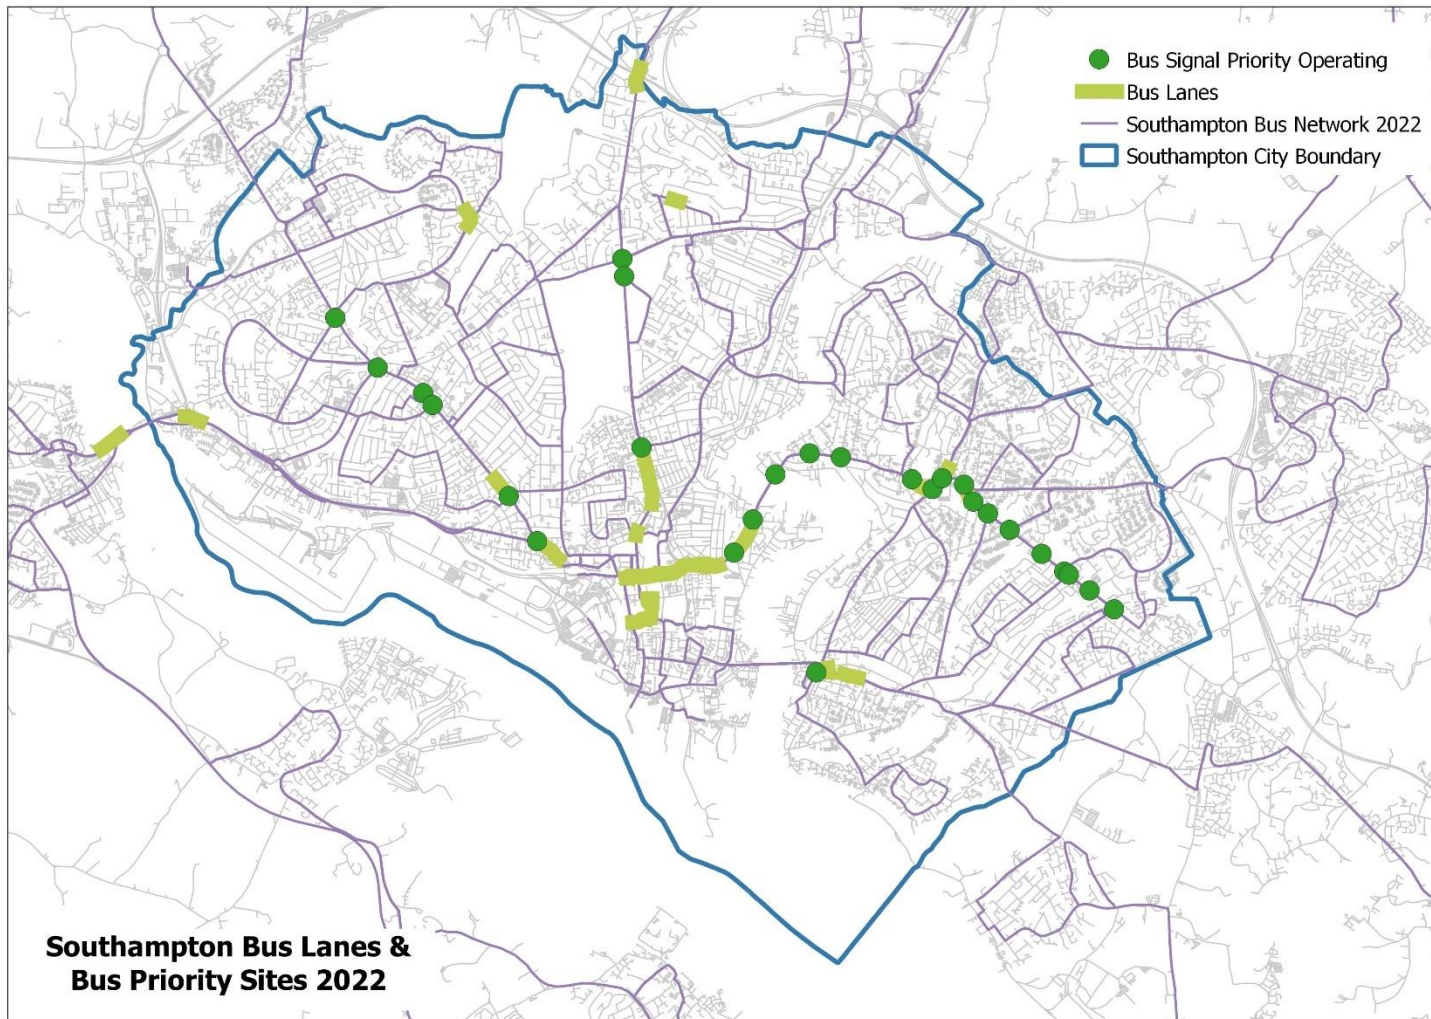 Bus Signal Priority Operating
Bus Lanes
Southampton Bus Network 2022
Southampton City Boundary
Southampton Bus Lanes &
Bus Priority Sites 2022